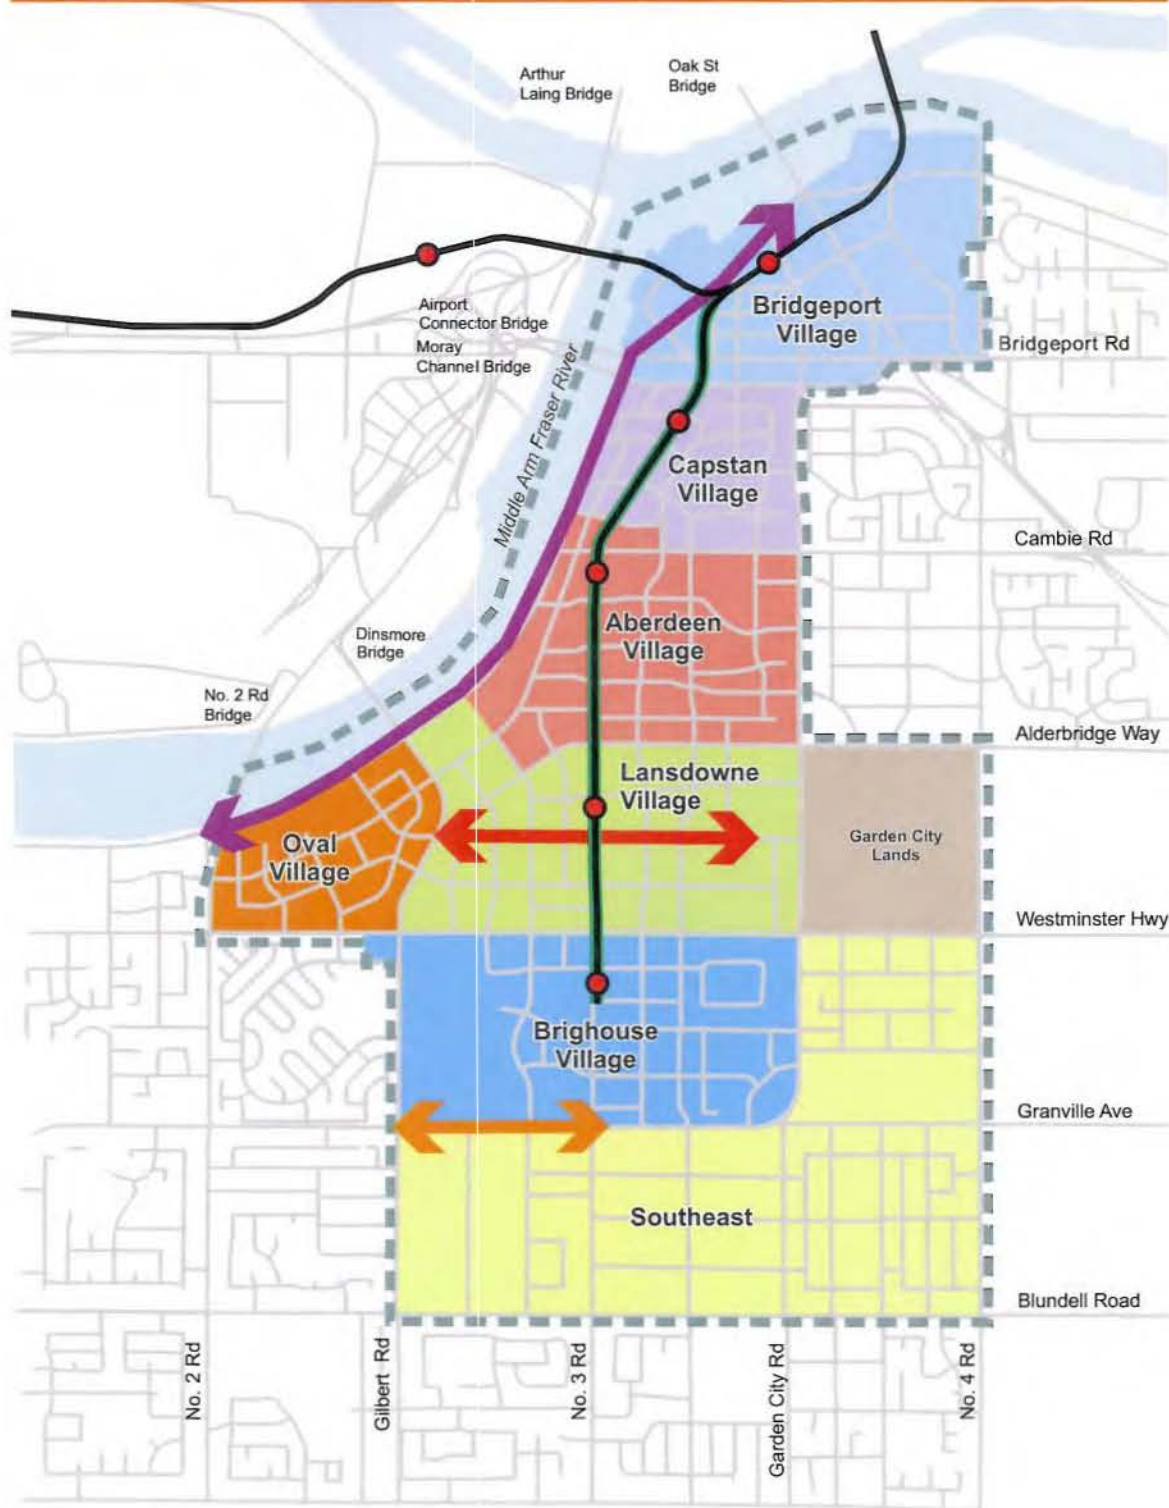 Arthur
Laing Bridge
Oak St
Bridge
Airport
Connector Bridge
Moray
Channel Bridge
Bridgeport
Village
Bridgeport Rd
Middle Arm Fraser River
Capstan
Village
Cambie Rd
Aberdeen
Village
Dinsmore
Bridge
No. 2 Rd
Bridge
Alderbridge Way
Lansdowne
Village
Oval
Village
Garden City
Lands
Westminster Hwy
Brighouse
Village
Granville Ave
Southeast
Blundell Road
No. 2 Rd
Gilbert Rd
No. 3 Rd
Garden City Rd
No. 4 Rd